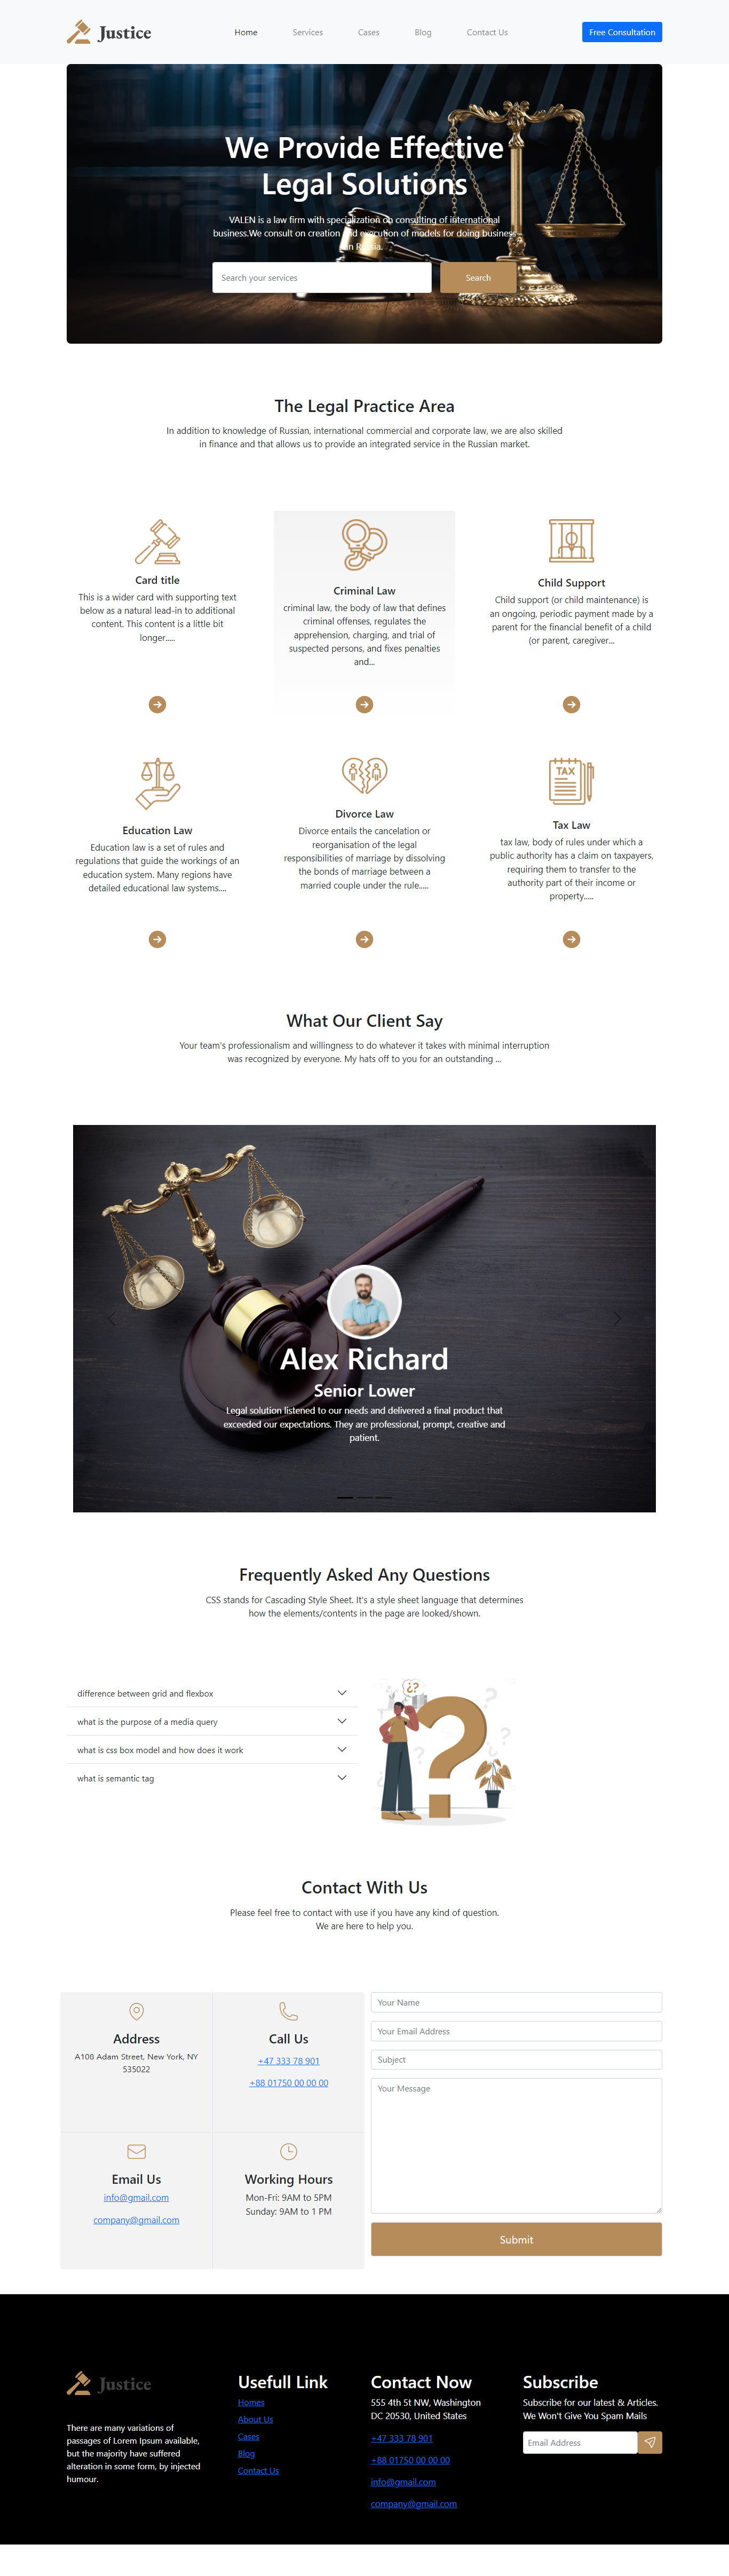 Justice
Home
Services
Cases
Blog
Contact Us
Free Consultation
We Provide Effective
Legal Solutions
VALEN is a law firm with specialization on consulting of international
business.We consult on creation and execution of models for doing business
in Russia.
Search your services
Search
The Legal Practice Area
In addition to knowledge of Russian, international commercial and corporate law, we are also skilled
in finance and that allows us to provide an integrated service in the Russian market.
Card title
This is a wider card with supporting text
below as a natural lead-in to additional
content. This content is a little bit
longer.....
Criminal Law
criminal law, the body of law that defines
criminal offenses, regulates the
apprehension, charging, and trial of
suspected persons, and fixes penalties
and...
Child Support
Child support (or child maintenance) is
an ongoing, periodic payment made by a
parent for the financial benefit of a child
(or parent, caregiver...
Education Law
Education law is a set of rules and
regulations that guide the workings of an
education system. Many regions have
detailed educational law systems....
Divorce Law
Divorce entails the cancelation or
reorganisation of the legal
responsibilities of marriage by dissolving
the bonds of marriage between a
married couple under the rule.....
TAX
Tax Law
tax law, body of rules under which a
public authority has a claim on taxpayers,
requiring them to transfer to the
authority part of their income or
property.....
What Our Client Say
Your team's professionalism and willingness to do whatever it takes with minimal interruption
was recognized by everyone. My hats off to you for an outstanding ...
Alex Richard
Senior Lower
Legal solution listened to our needs and delivered a final product that
exceeded our expectations. They are professional, prompt, creative and
patient.
Frequently Asked Any Questions
CSS stands for Cascading Style Sheet. It's a style sheet language that determines
how the elements/contents in the page are looked/shown.
difference between grid and flexbox
what is the purpose of a media query
what is css box model and how does it work
what is semantic tag
¿?
?
Contact With Us
Please feel free to contact with use if you have any kind of question.
We are here to help you.
Address
A108 Adam Street, New York, NY
535022
Call Us
+47 333 78 901
+88 01750 00 00 00
Email Us
info@gmail.com
company@gmail.com
Working Hours
Mon-Fri: 9AM to 5PM
Sunday: 9AM to 1 PM
Your Name
Your Email Address
Subject
Your Message
Submit
Justice
There are many variations of
passages of Lorem Ipsum available,
but the majority have suffered
alteration in some form, by injected
humour.
Usefull Link
Homes
About Us
Cases
Blog
Contact Us
Contact Now
555 4th 5t NW, Washington
DC 20530, United States
+47 333 78 901
+88 01750 00 00 00
info@gmail.com
company@gmail.com
Subscribe
Subscribe for our latest & Articles.
We Won't Give You Spam Mails
Email Address